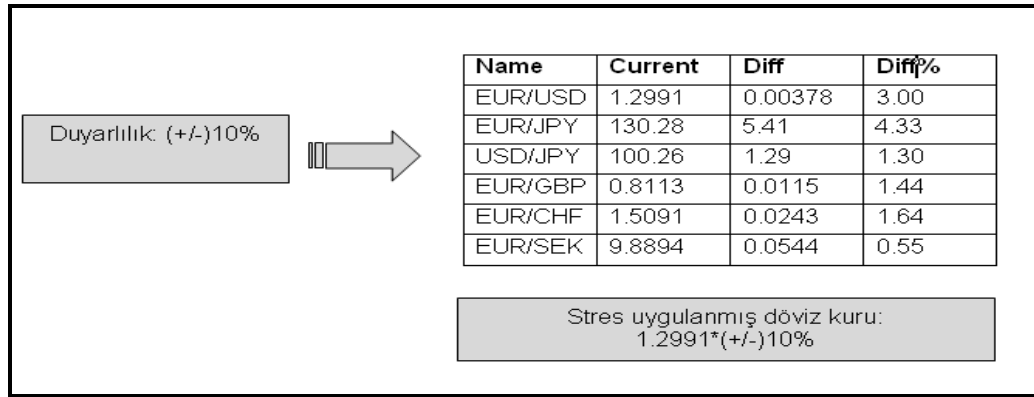 Duyarlılık: (+/-)10%
Name Current Diff Diff%
EUR/USD 1.2991 0.00378 3.00
EUR/JPY 130.28 5.41 4.33
USD/JPY 100.26 1.29 1.30
EUR/GBP 0.8113 0.0115 1.44
EUR/CHF 1.5091 0.0243 1.64
EUR/SEK 9.8894 0.0544 0.55
Stres uygulanmış döviz kuru:
1.2991*(+/-)10%